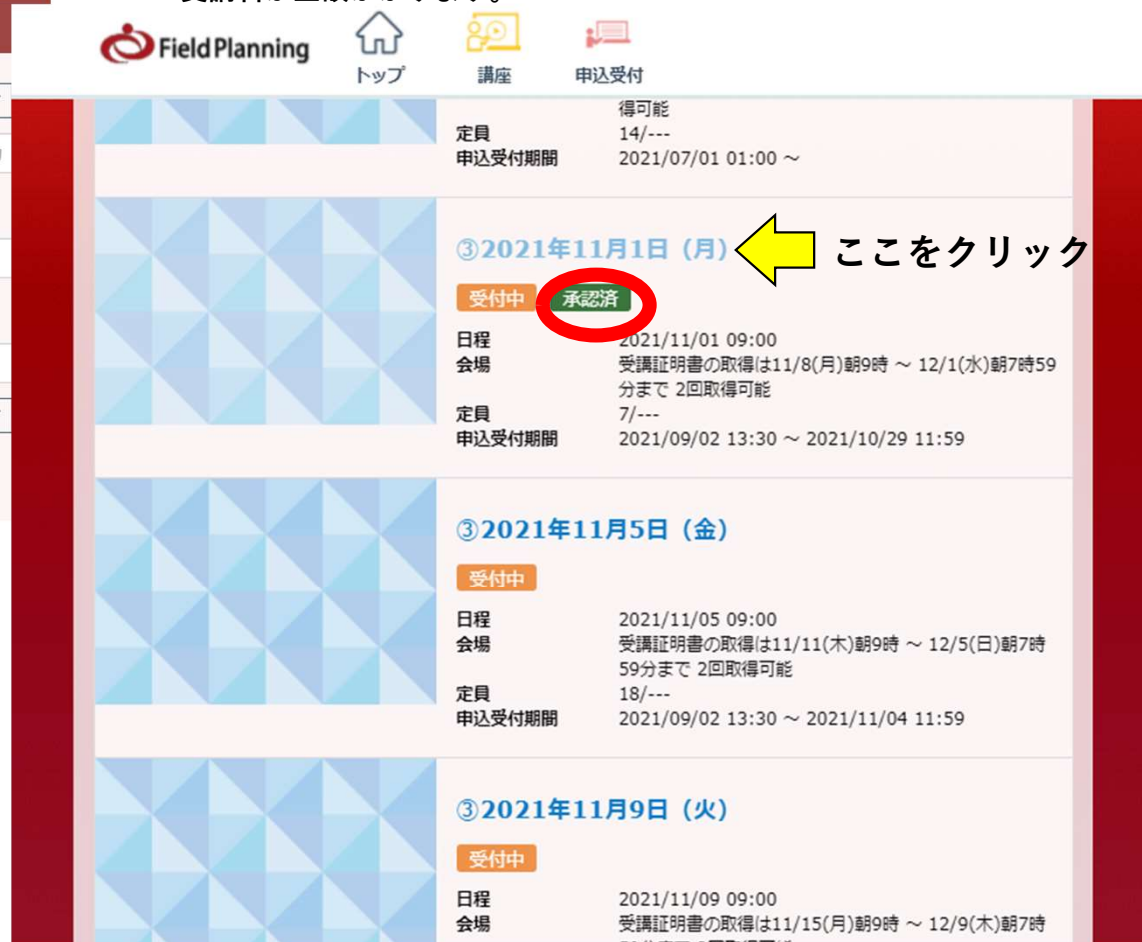 Field Planning
トップ
講座
申込受付
得可能
定員 14/---
申込受付期間 2021/07/01 01:00 ～
③2021年11月1日（月）
ここをクリック
受付中 承認済
日程 2021/11/01 09:00
会場 受講証明書の取得は11/8(月)朝9時 ～ 12/1(水)朝7時59
分まで 2回取得可能
定員 7/---
申込受付期間 2021/09/02 13:30 ～ 2021/10/29 11:59
③2021年11月5日（金）
受付中
日程 2021/11/05 09:00
会場 受講証明書の取得は11/11(木)朝9時 ～ 12/5(日)朝7時
59分まで 2回取得可能
定員 18/---
申込受付期間 2021/09/02 13:30 ～ 2021/11/04 11:59
③2021年11月9日（火）
受付中
日程 2021/11/09 09:00
会場 受講証明書の取得は11/15(月)朝9時 ～ 12/9(木)朝7時